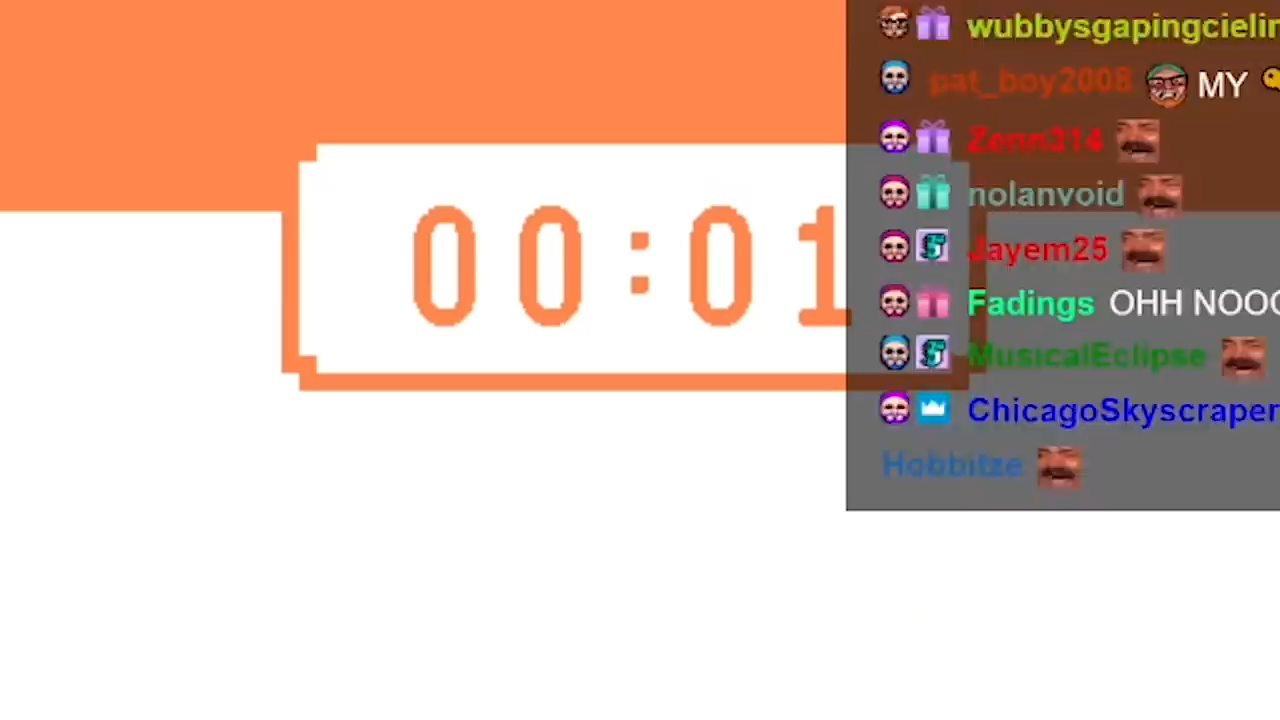 00:01
wubbysgapingcielin
pat_boy2008 MY
Zenn314
nolanvoid
Jayem25
Fadings OHH NOOO
MusicalEclipse
ChicagoSkyscraper
Hobbitze